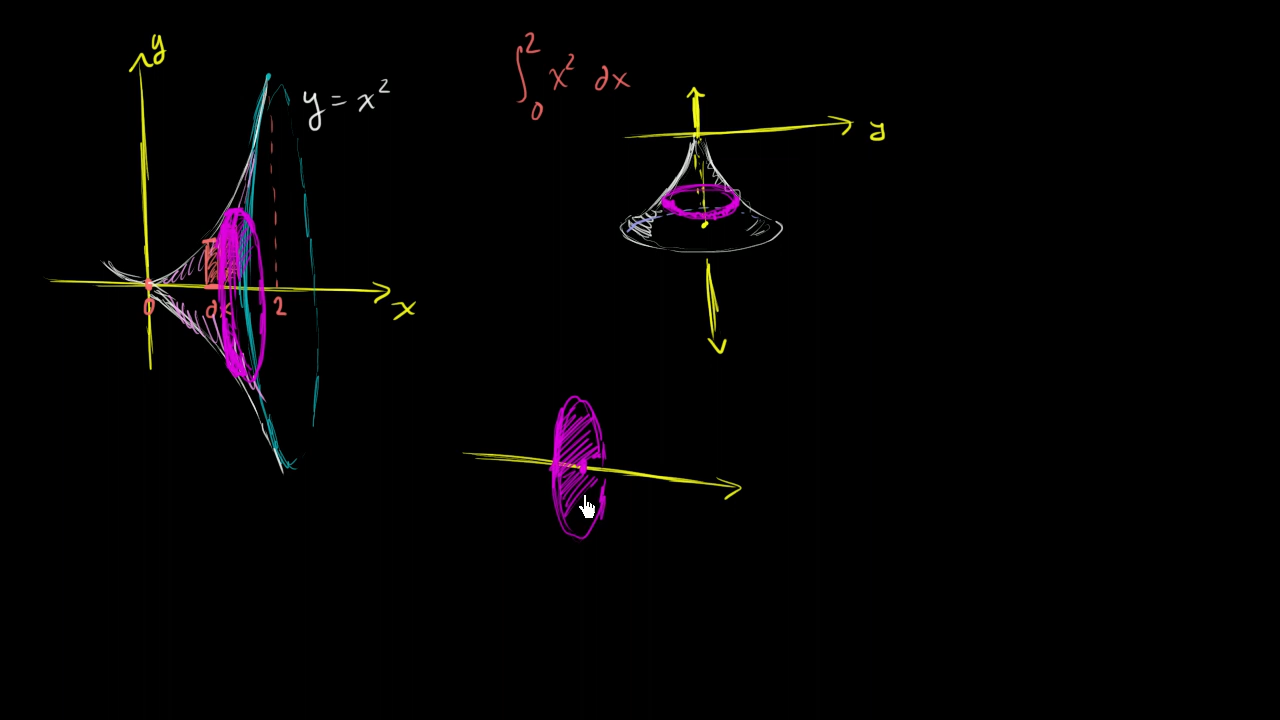 y
y = x²
∫₀² x² dx
y
0
dx
2
x